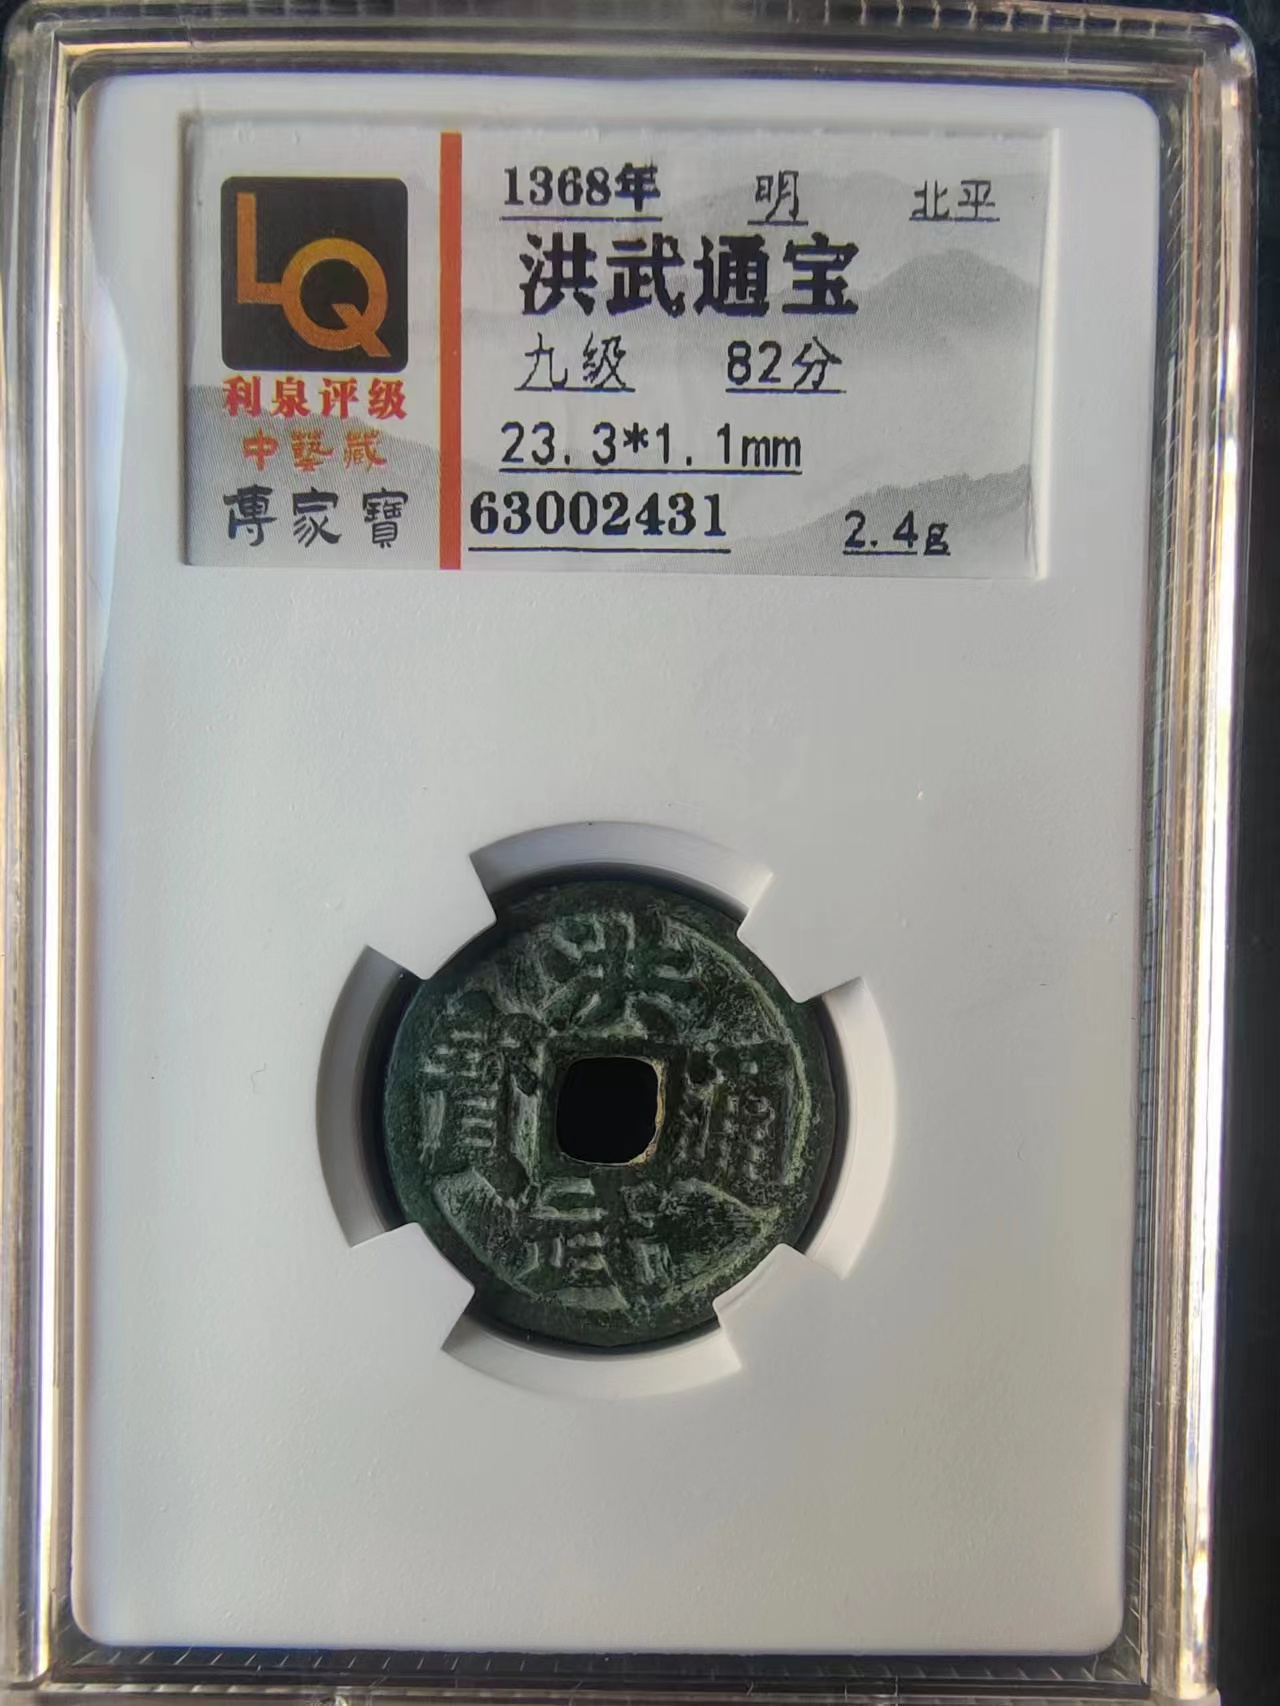 LQ
利泉评级
中藝藏
傳家寶
1368年 明 北平
洪武通宝
九级 82分
23.3*1.1mm
63002431 2.4g
洪
寶 通
武